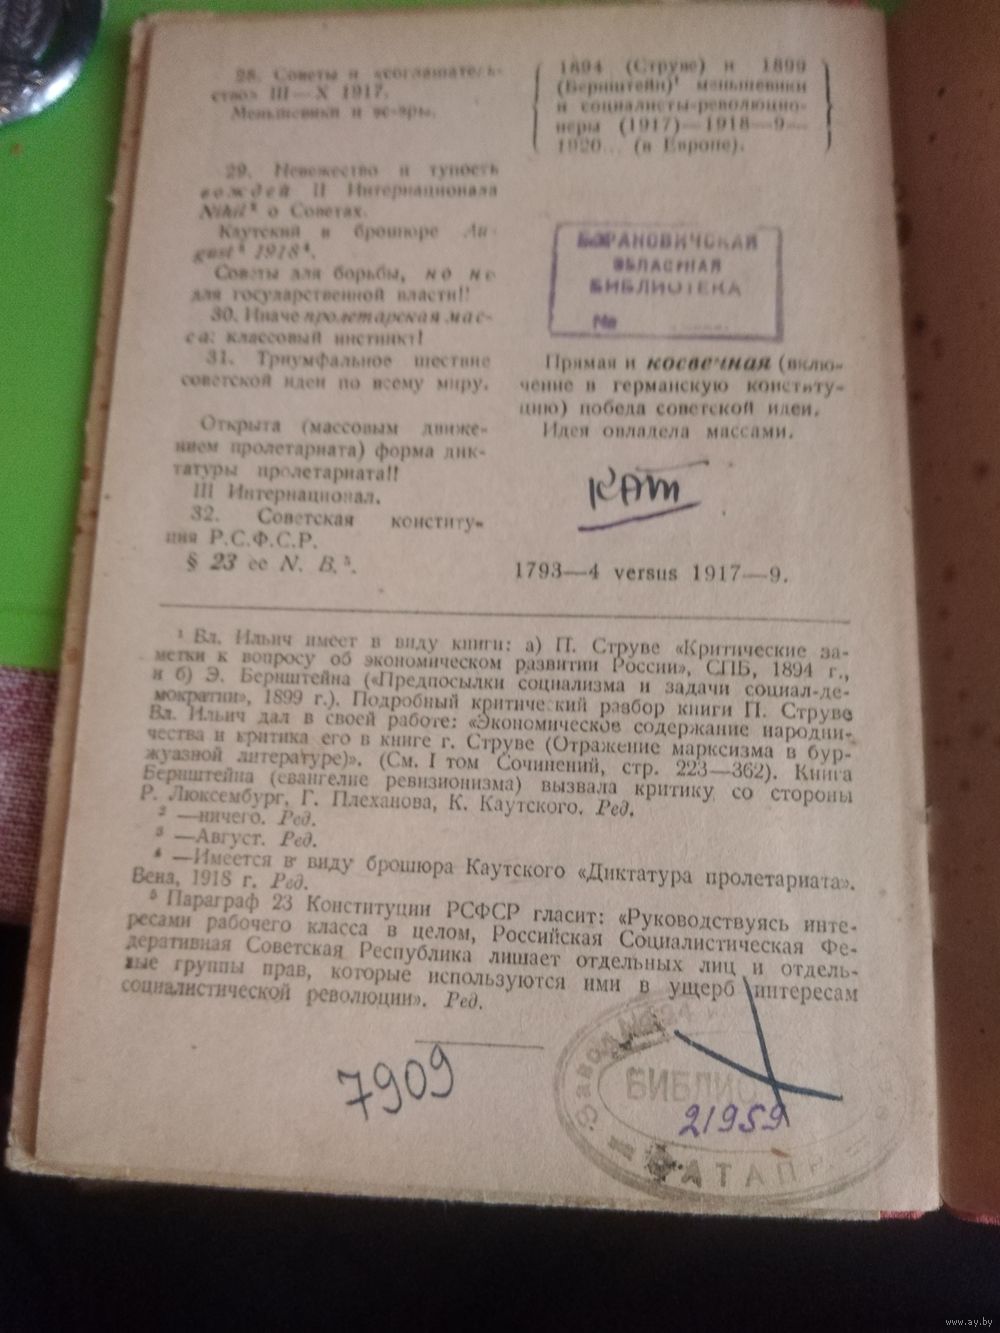 28. Советы и «соглашатель-
ство» III—X 1917.
Меньшевики и эс-эры.
29. Невежество и тупость
вождей II Интернационала
Nihil² о Советах.
Каутский в брошюре Au-
gust³ 1918⁴.
Советы для борьбы, но не
для государственной власти!!
30. Иначе пролетарская мас-
са: классовый инстинкт!
31. Триумфальное шествие
советской идеи по всему миру.
Открыта (массовым движе-
нием пролетариата) форма дик-
татуры пролетариата!!
III Интернационал.
32. Советская конститу-
ция Р.С.Ф.С.Р.
§ 23 ее N. B.⁵.
1894 (Струве) и 1899
(Бернштейн)¹ меньшевики
и социалисты-революцио-
неры (1917)—1918—9—
1920... (в Европе).
БАРАНОВИЧСКАЯ
ОБЛАСТНАЯ
БИБЛИОТЕКА
№
Прямая и косвечная (вклю-
чение в германскую конститу-
цию) победа советской идеи.
Идея овладела массами.
КАТ
1793—4 versus 1917—9.
¹ Вл. Ильич имеет в виду книги: а) П. Струве «Критические за-
метки к вопросу об экономическом развитии России», СПБ, 1894 г.,
и б) Э. Бернштейна («Предпосылки социализма и задачи социал-де-
мократии», 1899 г.). Подробный критический разбор книги П. Струве
Вл. Ильич дал в своей работе: «Экономическое содержание народни-
чества и критика его в книге г. Струве (Отражение марксизма в бур-
жуазной литературе)». (См. I том Сочинений, стр. 223—362). Книга
Бернштейна (евангелие ревизионизма) вызвала критику со стороны
Р. Люксембург, Г. Плеханова, К. Каутского. Ред.
² —ничего. Ред.
³ —Август. Ред.
⁴ —Имеется в виду брошюра Каутского «Диктатура пролетариата».
Вена, 1918 г. Ред.
⁵ Параграф 23 Конституции РСФСР гласит: «Руководствуясь инте-
ресами рабочего класса в целом, Российская Социалистическая Фе-
деративная Советская Республика лишает отдельных лиц и отдель-
ные группы прав, которые используются ими в ущерб интересам
социалистической революции». Ред.
7909
Завод
БИБЛИО
21959
www.ay.by